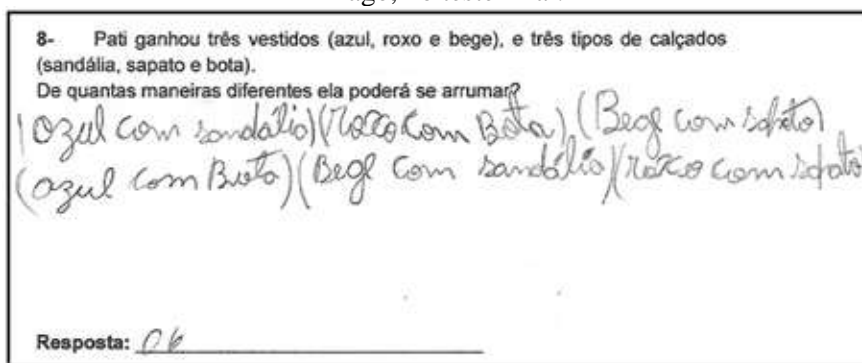 8- Pati ganhou três vestidos (azul, roxo e bege), e três tipos de calçados
(sandália, sapato e bota).
De quantas maneiras diferentes ela poderá se arrumar?
(azul com sandália) (roxo com Bota) (Bege com sapato)
(azul com Bota) (Bege com sandália) (roxo com sapato)
Resposta: 06